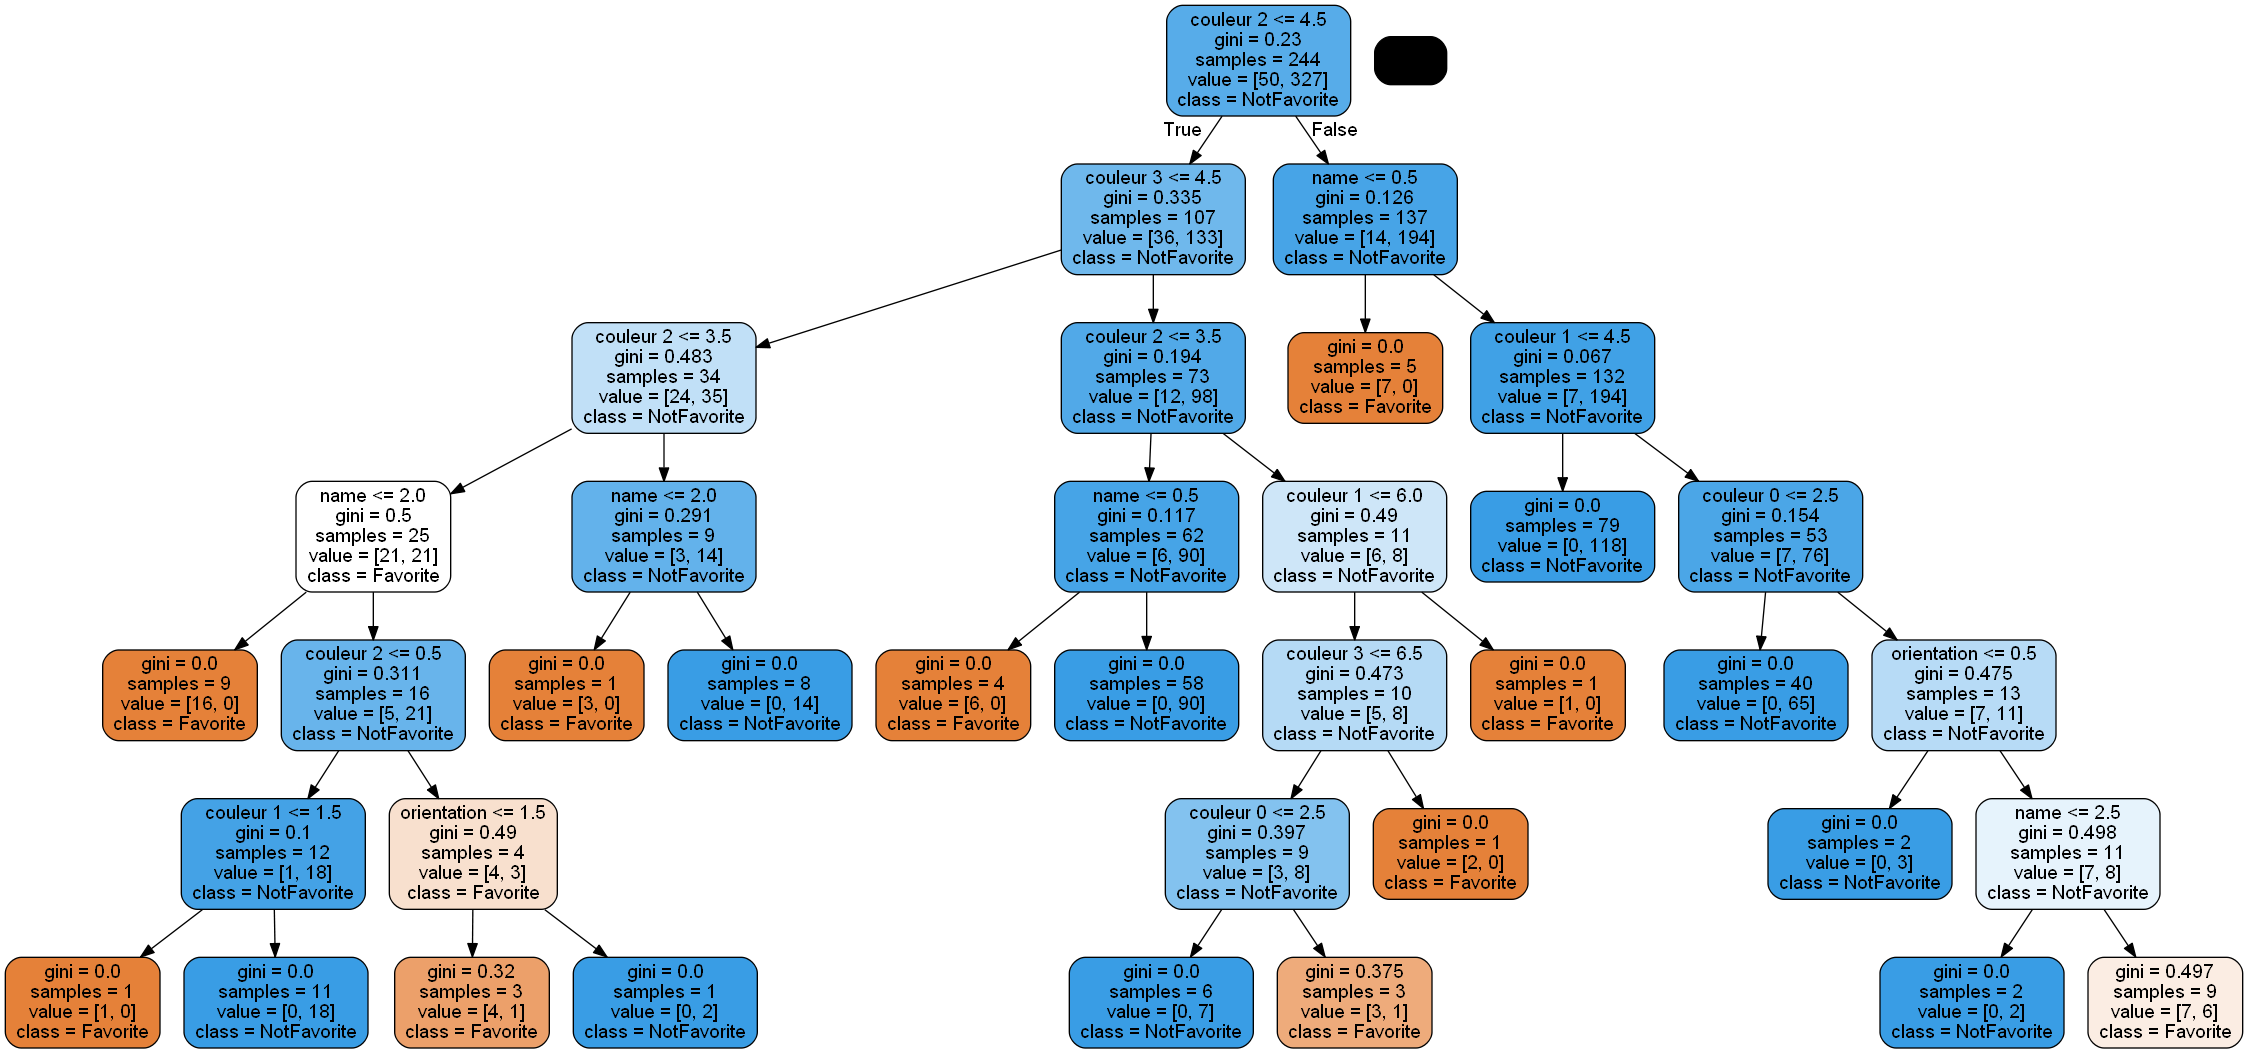 couleur 2 <= 4.5
gini = 0.23
samples = 244
value = [50, 327]
class = NotFavorite
True
False
couleur 3 <= 4.5
gini = 0.335
samples = 107
value = [36, 133]
class = NotFavorite
name <= 0.5
gini = 0.126
samples = 137
value = [14, 194]
class = NotFavorite
couleur 2 <= 3.5
gini = 0.483
samples = 34
value = [24, 35]
class = NotFavorite
couleur 2 <= 3.5
gini = 0.194
samples = 73
value = [12, 98]
class = NotFavorite
gini = 0.0
samples = 5
value = [7, 0]
class = Favorite
couleur 1 <= 4.5
gini = 0.067
samples = 132
value = [7, 194]
class = NotFavorite
name <= 2.0
gini = 0.5
samples = 25
value = [21, 21]
class = Favorite
name <= 2.0
gini = 0.291
samples = 9
value = [3, 14]
class = NotFavorite
name <= 0.5
gini = 0.117
samples = 62
value = [6, 90]
class = NotFavorite
couleur 1 <= 6.0
gini = 0.49
samples = 11
value = [6, 8]
class = NotFavorite
gini = 0.0
samples = 79
value = [0, 118]
class = NotFavorite
couleur 0 <= 2.5
gini = 0.154
samples = 53
value = [7, 76]
class = NotFavorite
gini = 0.0
samples = 9
value = [16, 0]
class = Favorite
couleur 2 <= 0.5
gini = 0.311
samples = 16
value = [5, 21]
class = NotFavorite
gini = 0.0
samples = 1
value = [3, 0]
class = Favorite
gini = 0.0
samples = 8
value = [0, 14]
class = NotFavorite
gini = 0.0
samples = 4
value = [6, 0]
class = Favorite
gini = 0.0
samples = 58
value = [0, 90]
class = NotFavorite
couleur 3 <= 6.5
gini = 0.473
samples = 10
value = [5, 8]
class = NotFavorite
gini = 0.0
samples = 1
value = [1, 0]
class = Favorite
gini = 0.0
samples = 40
value = [0, 65]
class = NotFavorite
orientation <= 0.5
gini = 0.475
samples = 13
value = [7, 11]
class = NotFavorite
couleur 1 <= 1.5
gini = 0.1
samples = 12
value = [1, 18]
class = NotFavorite
orientation <= 1.5
gini = 0.49
samples = 4
value = [4, 3]
class = Favorite
couleur 0 <= 2.5
gini = 0.397
samples = 9
value = [3, 8]
class = NotFavorite
gini = 0.0
samples = 1
value = [2, 0]
class = Favorite
gini = 0.0
samples = 2
value = [0, 3]
class = NotFavorite
name <= 2.5
gini = 0.498
samples = 11
value = [7, 8]
class = NotFavorite
gini = 0.0
samples = 1
value = [1, 0]
class = Favorite
gini = 0.0
samples = 11
value = [0, 18]
class = NotFavorite
gini = 0.32
samples = 3
value = [4, 1]
class = Favorite
gini = 0.0
samples = 1
value = [0, 2]
class = NotFavorite
gini = 0.0
samples = 6
value = [0, 7]
class = NotFavorite
gini = 0.375
samples = 3
value = [3, 1]
class = Favorite
gini = 0.0
samples = 2
value = [0, 2]
class = NotFavorite
gini = 0.497
samples = 9
value = [7, 6]
class = Favorite